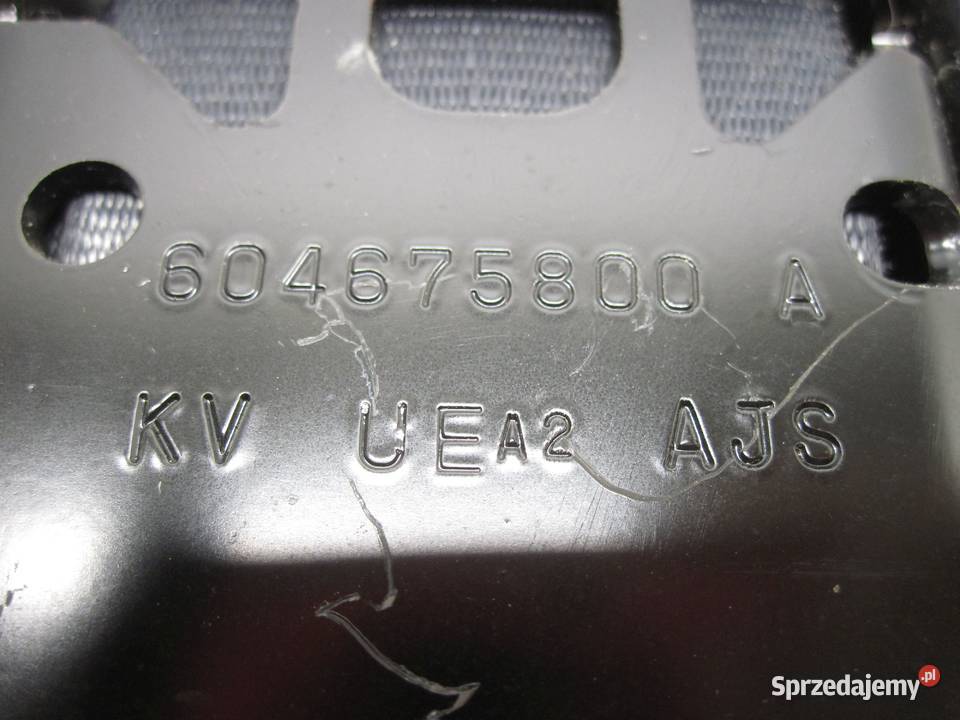 604675800 A
KV UEA2 AJS
Sprzedajemy.pl